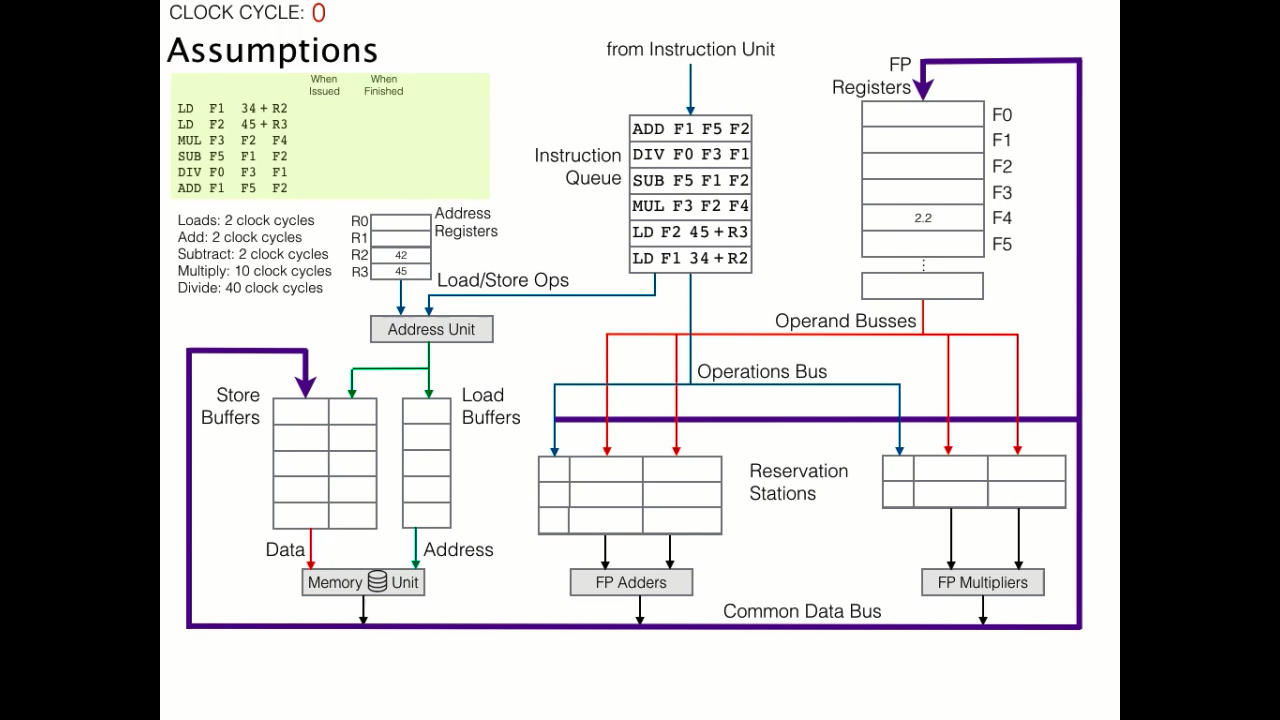 CLOCK CYCLE: 0
Assumptions
When Issued
When Finished
LD F1 34+R2
LD F2 45+R3
MUL F3 F2 F4
SUB F5 F1 F2
DIV F0 F3 F1
ADD F1 F5 F2
Loads: 2 clock cycles
Add: 2 clock cycles
Subtract: 2 clock cycles
Multiply: 10 clock cycles
Divide: 40 clock cycles
R0
R1
R2 42
R3 45
Address
Registers
Load/Store Ops
Address Unit
from Instruction Unit
Instruction
Queue
ADD F1 F5 F2
DIV F0 F3 F1
SUB F5 F1 F2
MUL F3 F2 F4
LD F2 45+R3
LD F1 34+R2
FP
Registers
F0
F1
F2
F3
2.2 F4
F5
Operand Busses
Operations Bus
Store
Buffers
Load
Buffers
Reservation
Stations
Data
Address
Memory Unit
FP Adders
FP Multipliers
Common Data Bus